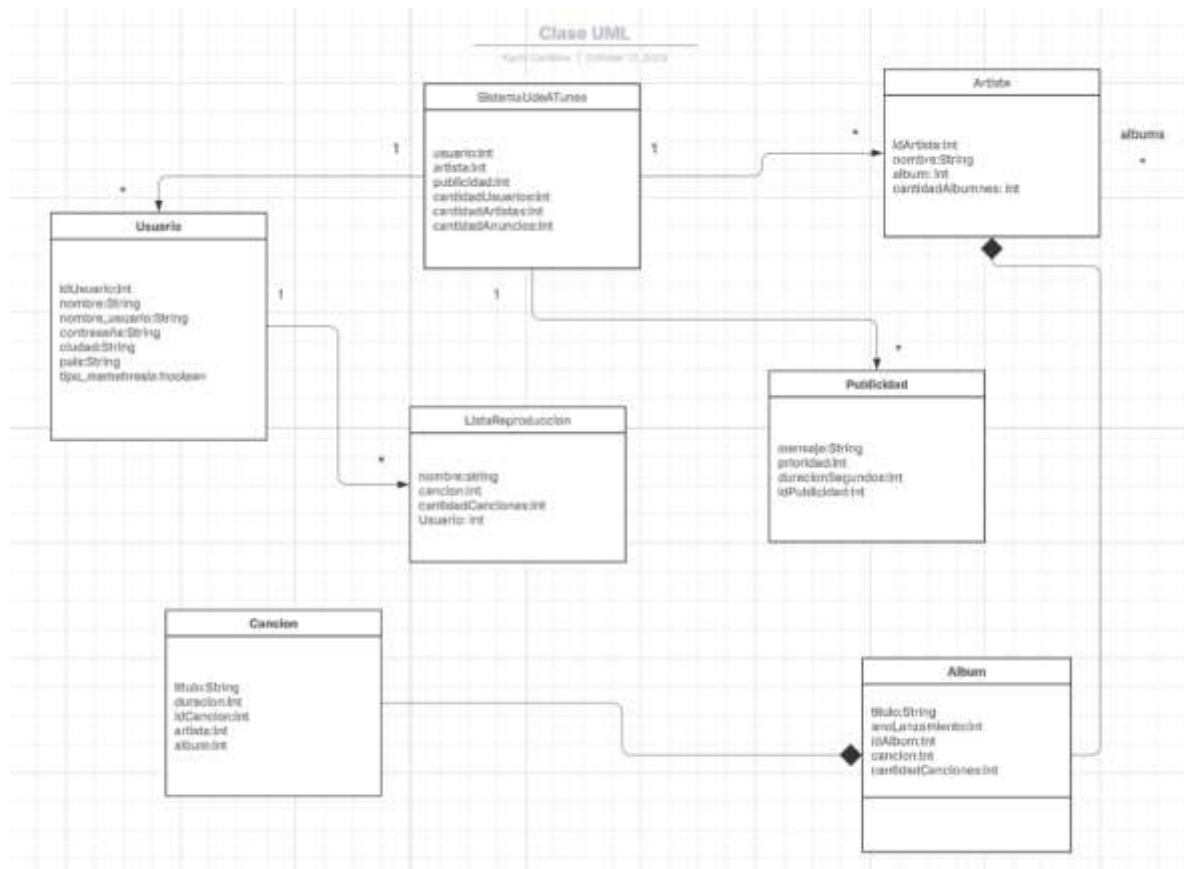 Clase UML
SistemaUdeATunes
usuario:Int
artista:Int
publicidad:Int
cantidadUsuarios:Int
cantidadArtistas:Int
cantidadAnuncios:Int
Artista
idArtista:Int
nombre:String
album: Int
cantidadAlbumnes: Int
albums
*
1
*
1
*
1
*
Usuario
idUsuario:Int
nombre:String
nombre_usuario:String
contraseña:String
ciudad:String
pais:String
1
*
ListaReproduccion
nombre:string
cancion:Int
cantidadCanciones:Int
Usuario: Int
Publicidad
mensaje:String
prioridad:Int
duracionSegundos:Int
idPublicidad:Int
Cancion
titulo:String
duracion:Int
idCancion:Int
artista:Int
album:Int
Album
titulo:String
anoLanzamiento:Int
idAlbum:Int
cancion:Int
cantidadCanciones:Int